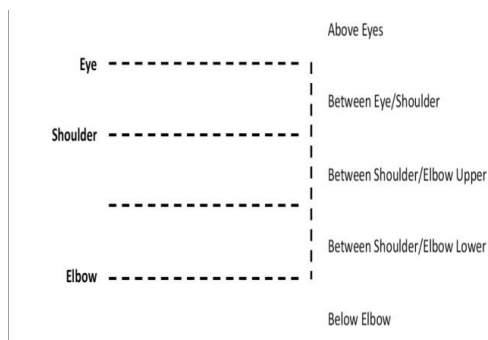 Above Eyes
Eye
Between Eye/Shoulder
Shoulder
Between Shoulder/Elbow Upper
Between Shoulder/Elbow Lower
Elbow
Below Elbow